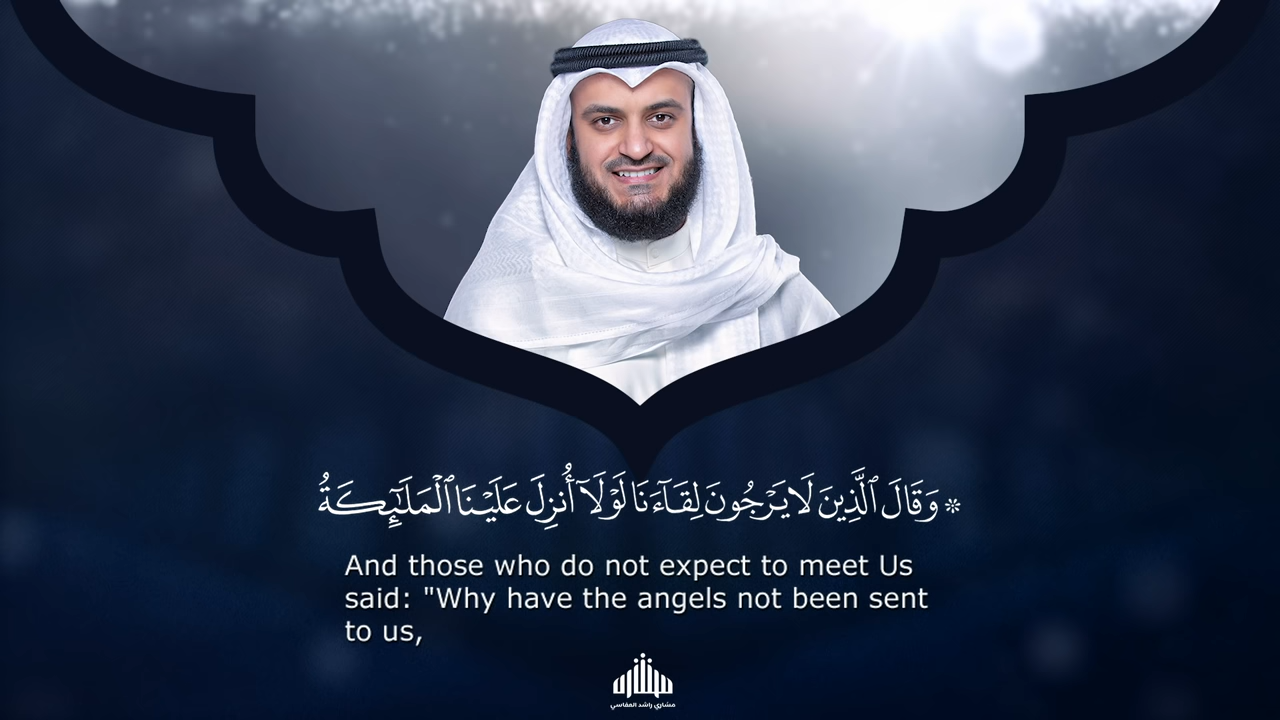 ۞ وَقَالَ ٱلَّذِينَ لَا يَرْجُونَ لِقَآءَنَا لَوْلَآ أُنزِلَ عَلَيْنَا ٱلْمَلَٰٓئِكَةُ
And those who do not expect to meet Us
said: "Why have the angels not been sent
to us,
مشاري راشد العفاسي